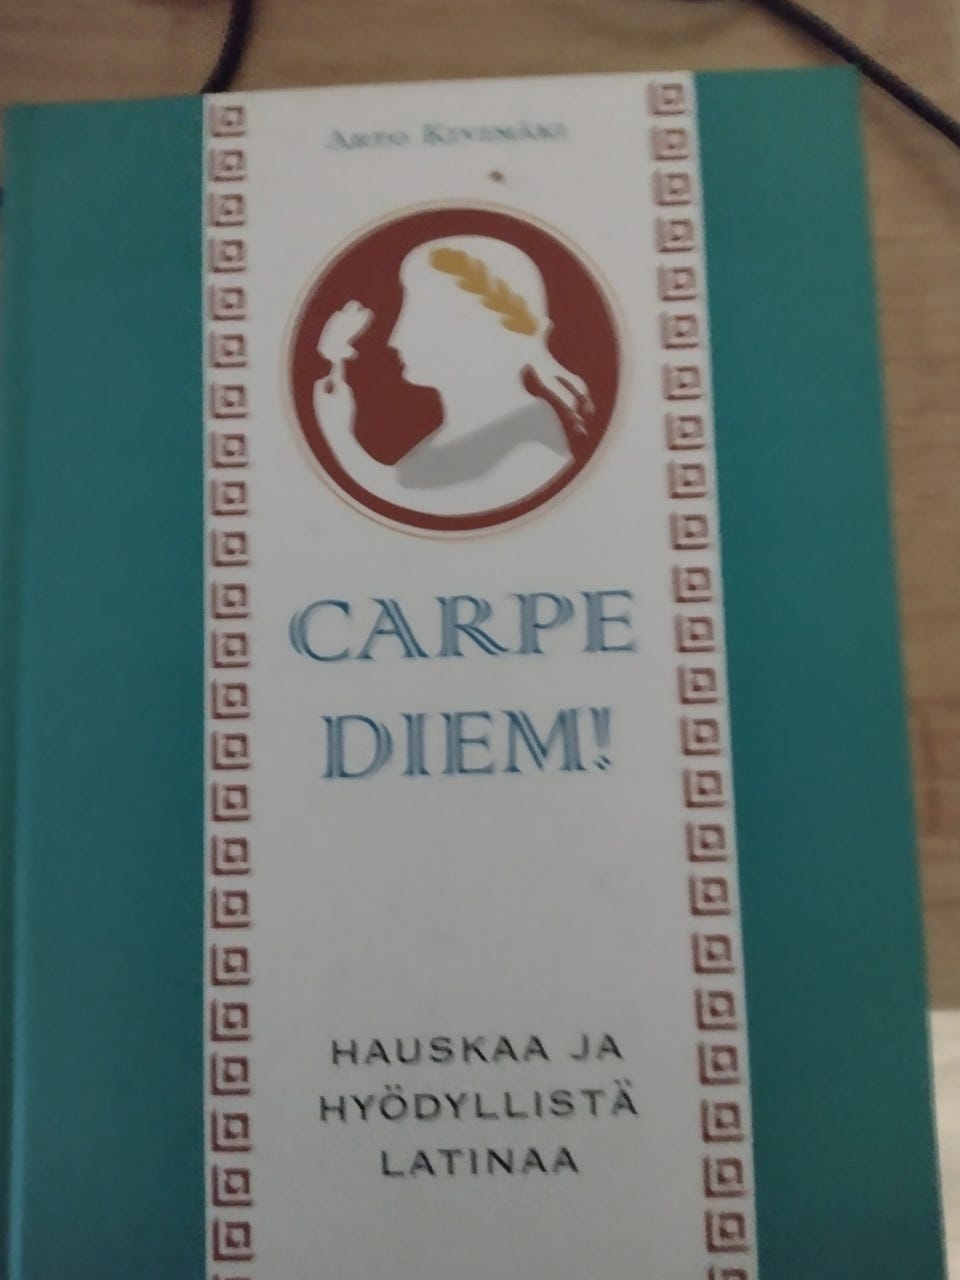 Arto Kivimäki
CARPE
DIEM!
HAUSKAA JA
HYÖDYLLISTÄ
LATINAA